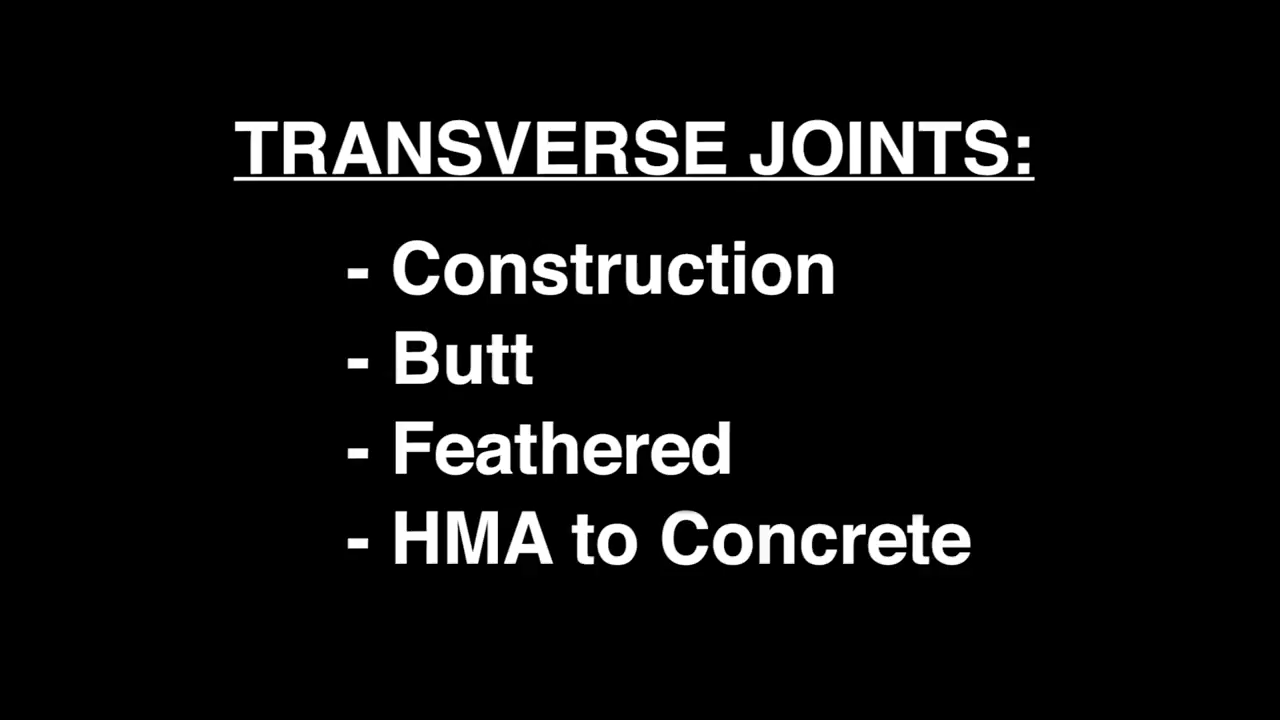 TRANSVERSE JOINTS:
- Construction
- Butt
- Feathered
- HMA to Concrete